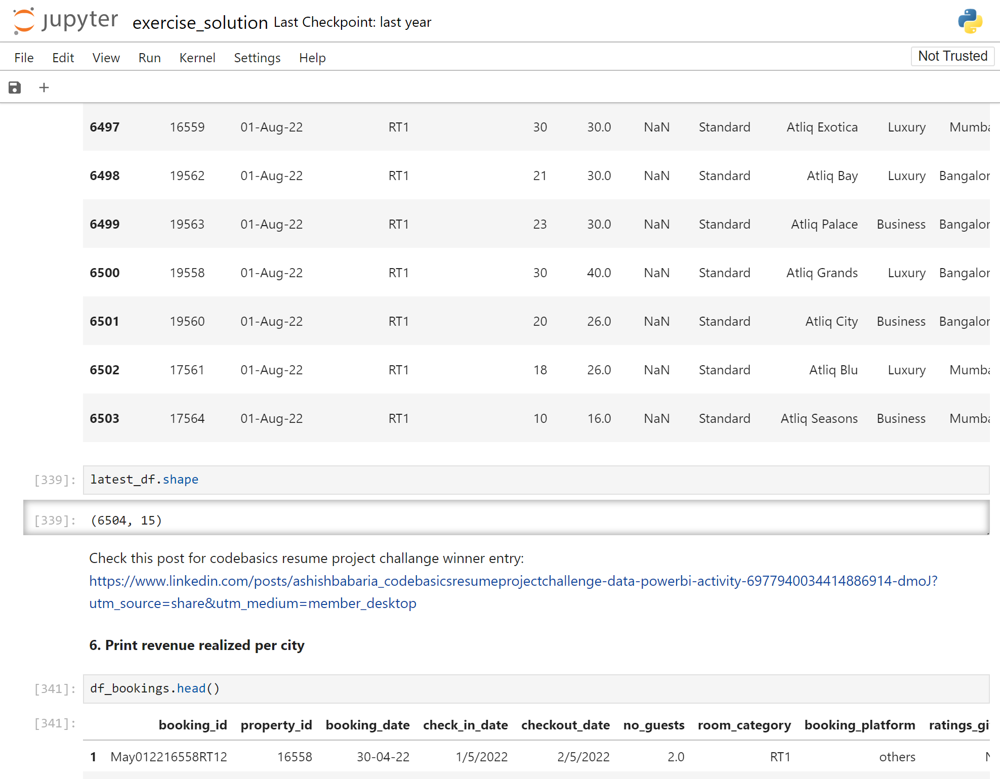 jupyter exercise_solution Last Checkpoint: last year
File Edit View Run Kernel Settings Help Not Trusted
6497 16559 01-Aug-22 RT1 30 30.0 NaN Standard Atliq Exotica Luxury Mumba
6498 19562 01-Aug-22 RT1 21 30.0 NaN Standard Atliq Bay Luxury Bangalor
6499 19563 01-Aug-22 RT1 23 30.0 NaN Standard Atliq Palace Business Bangalor
6500 19558 01-Aug-22 RT1 30 40.0 NaN Standard Atliq Grands Luxury Bangalor
6501 19560 01-Aug-22 RT1 20 26.0 NaN Standard Atliq City Business Bangalor
6502 17561 01-Aug-22 RT1 18 26.0 NaN Standard Atliq Blu Luxury Mumba
6503 17564 01-Aug-22 RT1 10 16.0 NaN Standard Atliq Seasons Business Mumba
[339]: latest_df.shape
[339]: (6504, 15)
Check this post for codebasics resume project challange winner entry:
https://www.linkedin.com/posts/ashishbabaria_codebasicsresumeprojectchallenge-data-powerbi-activity-6977940034414886914-dmoJ?
utm_source=share&utm_medium=member_desktop
6. Print revenue realized per city
[341]: df_bookings.head()
[341]: booking_id property_id booking_date check_in_date checkout_date no_guests room_category booking_platform ratings_gi
1 May012216558RT12 16558 30-04-22 1/5/2022 2/5/2022 2.0 RT1 others N